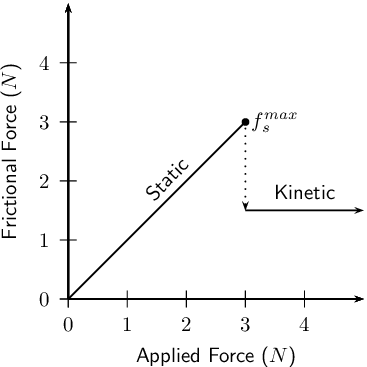 Frictional Force (N)
4
3
2
1
0
f_s^{max}
Static
Kinetic
0 1 2 3 4
Applied Force (N)